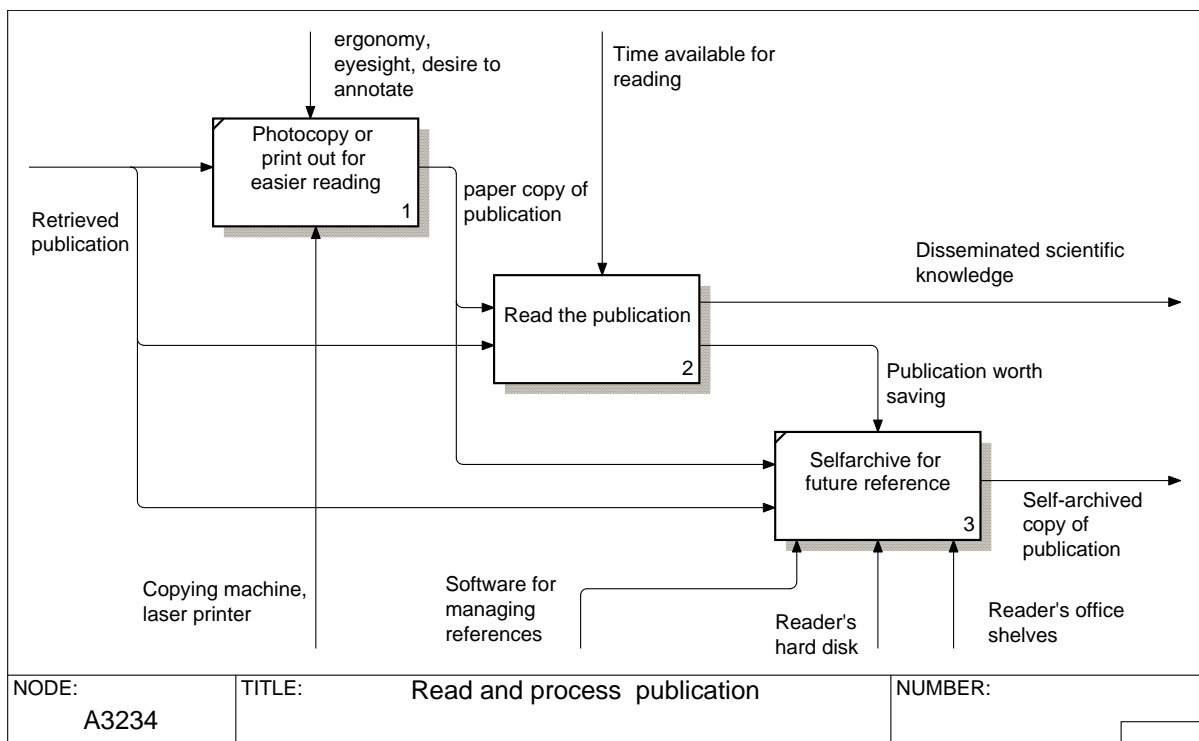 ergonomy,
eyesight, desire to
annotate
Time available for
reading
Photocopy or
print out for
easier reading
1
Retrieved
publication
paper copy of
publication
Disseminated scientific
knowledge
Read the publication
2
Publication worth
saving
Selfarchive for
future reference
3
Self-archived
copy of
publication
Copying machine,
laser printer
Software for
managing
references
Reader's
hard disk
Reader's office
shelves
NODE:
A3234
TITLE:
Read and process publication
NUMBER: